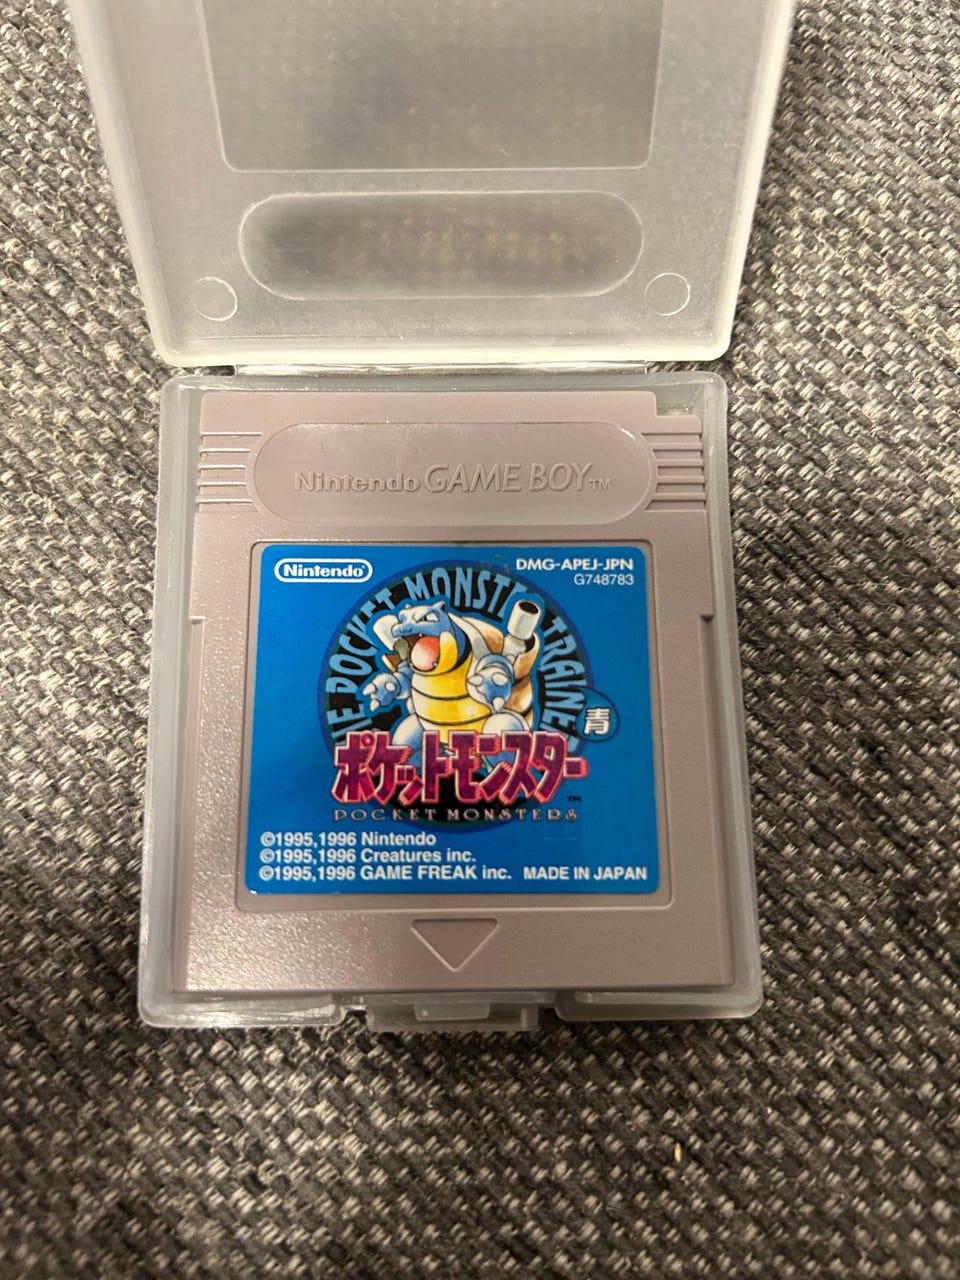 Nintendo GAME BOY™
Nintendo®
DMG-APEJ-JPN
G748783
THE POCKET MONSTER TRAINER
青
ポケットモンスター
™
POCKET MONSTERS
©1995,1996 Nintendo
©1995,1996 Creatures inc.
©1995,1996 GAME FREAK inc. MADE IN JAPAN